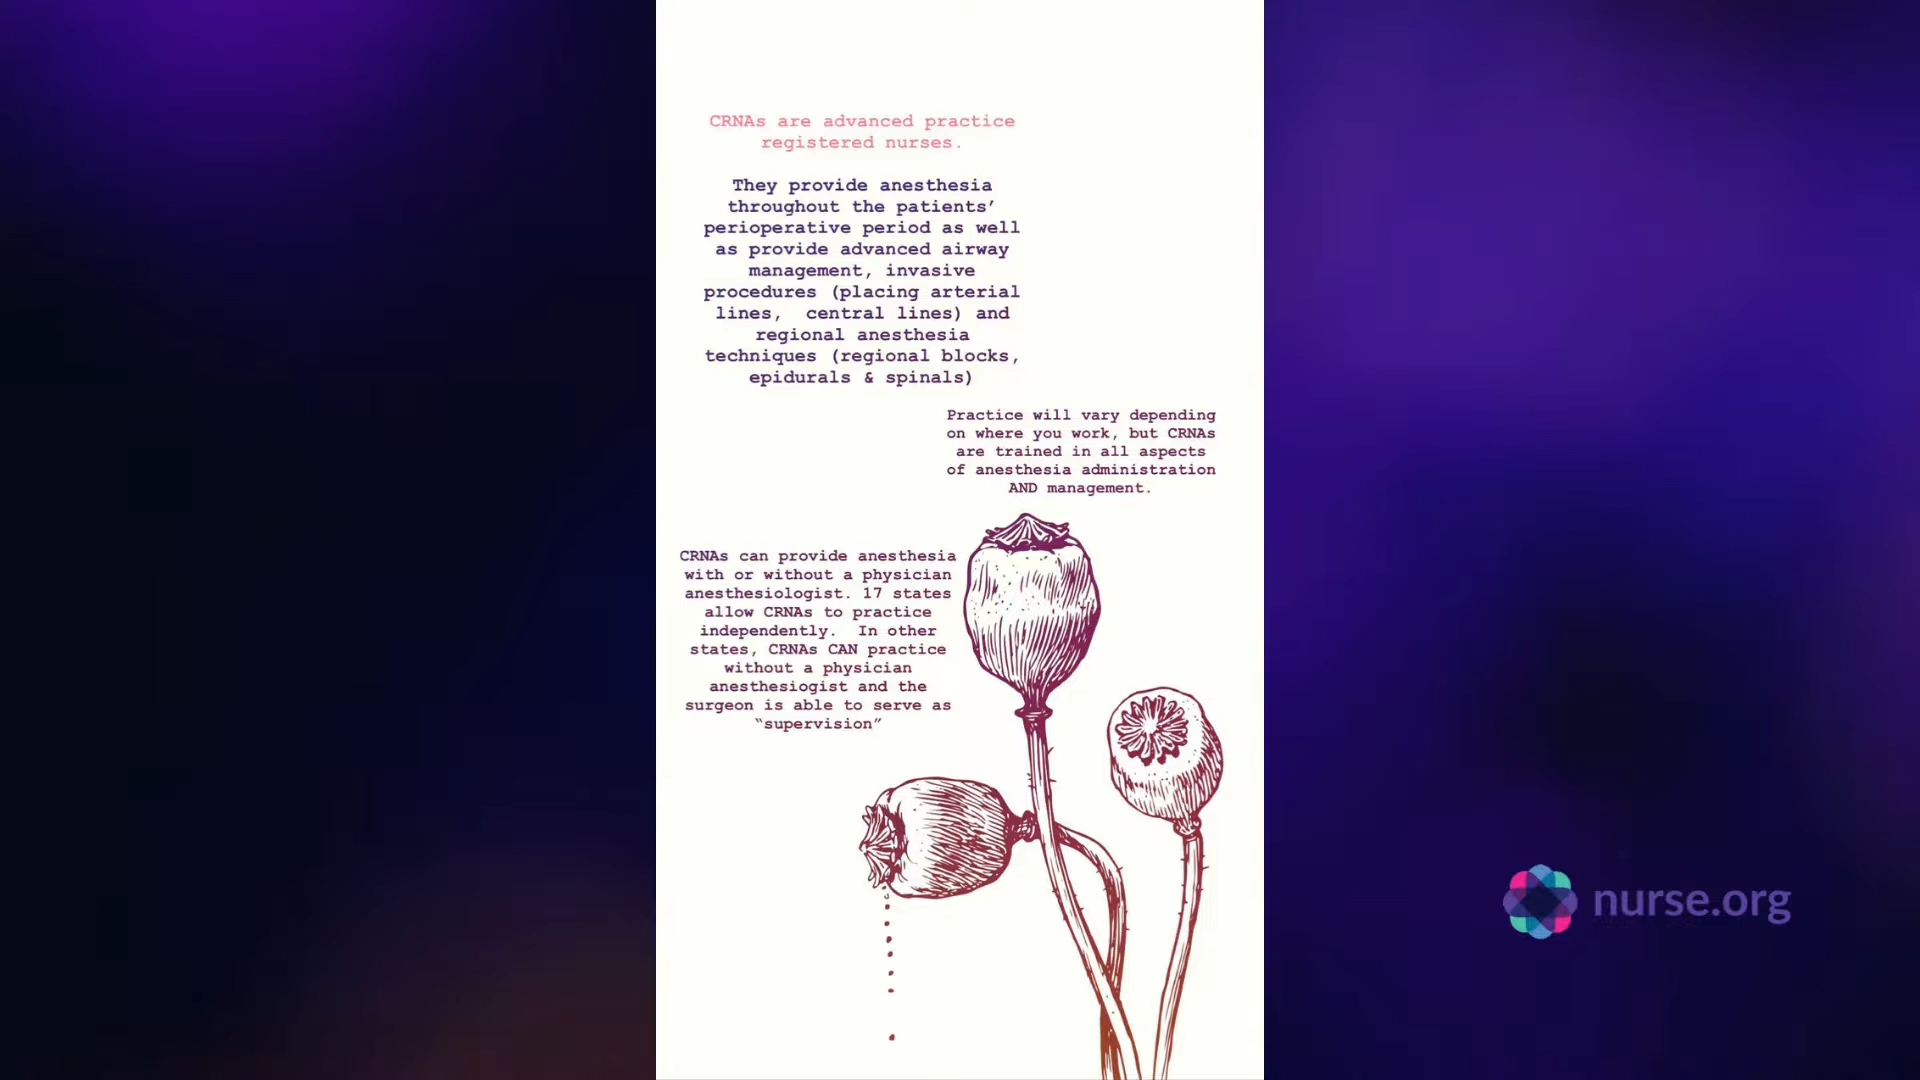 CRNAs are advanced practice
registered nurses.
They provide anesthesia
throughout the patients'
perioperative period as well
as provide advanced airway
management, invasive
procedures (placing arterial
lines,  central lines) and
regional anesthesia
techniques (regional blocks,
epidurals & spinals)
Practice will vary depending
on where you work, but CRNAs
are trained in all aspects
of anesthesia administration
AND management.
CRNAs can provide anesthesia
with or without a physician
anesthesiologist. 17 states
allow CRNAs to practice
independently.  In other
states, CRNAs CAN practice
without a physician
anesthesiogist and the
surgeon is able to serve as
“supervision”
nurse.org